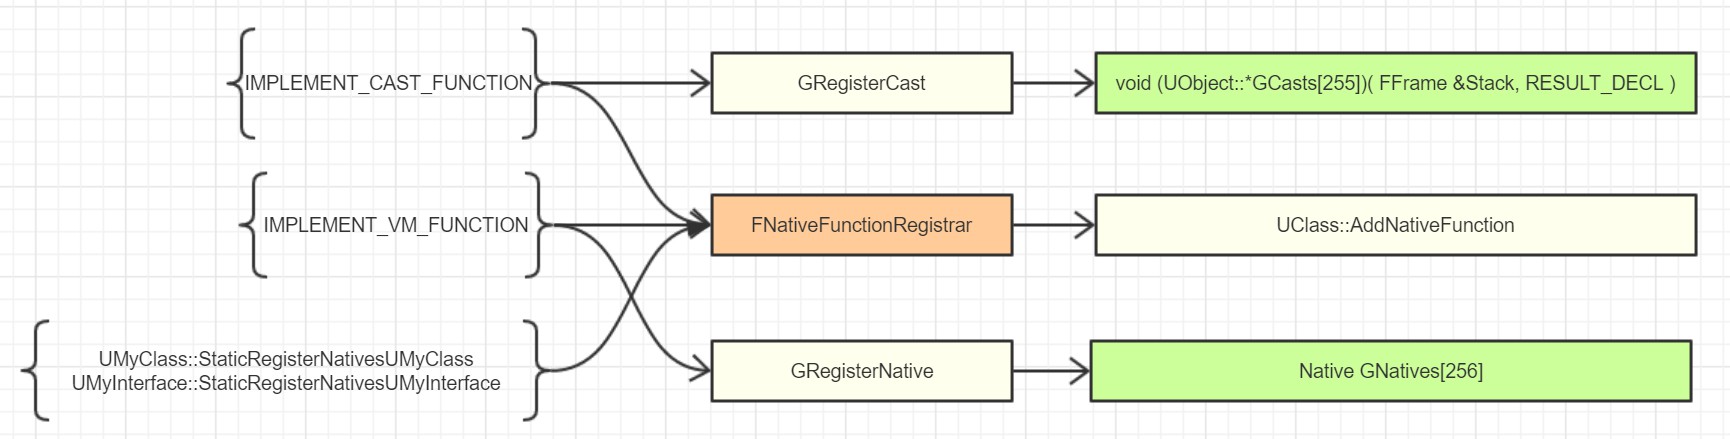 IMPLEMENT_CAST_FUNCTION
GRegisterCast
void (UObject::*GCasts[255])( FFrame &Stack, RESULT_DECL )
IMPLEMENT_VM_FUNCTION
FNativeFunctionRegistrar
UClass::AddNativeFunction
UMyClass::StaticRegisterNativesUMyClass
UMyInterface::StaticRegisterNativesUMyInterface
GRegisterNative
Native GNatives[256]